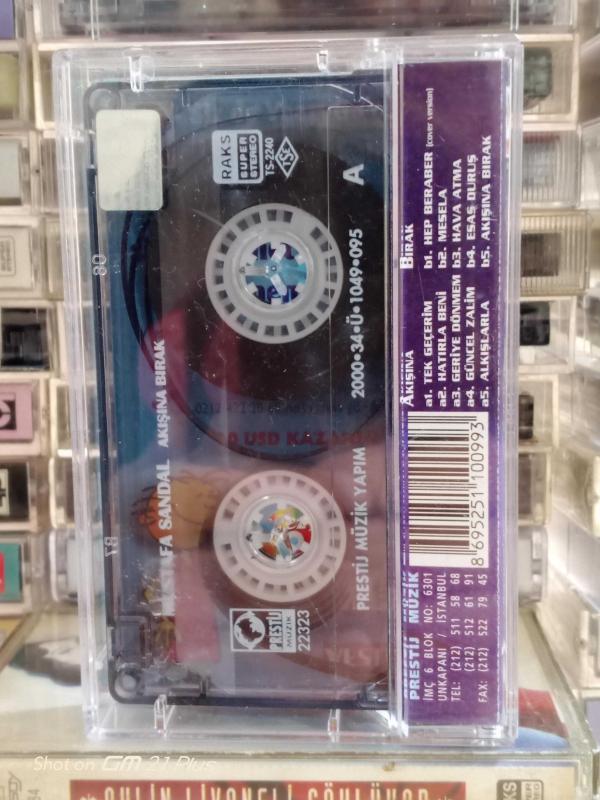 MUSTAFA SANDAL AKIŞINA BIRAK
RAKS
SUPER
STEREO
TS-2240
TSE
A
2000•34•Ü•1049•095
PRESTİJ MÜZİK YAPIM
PRESTİJ
MÜZİK
22323
AKIŞINA
a1. TEK GEÇERİM
a2. HATIRLA BENİ
a3. GERİYE DÖNMEM
a4. GÜNCEL ZALİM
a5. ALKIŞLARLA
BIRAK
b1. HEP BERABER (cover version)
b2. MESELA
b3. HAVA ATMA
b4. ESAS DURUŞ
b5. AKIŞINA BIRAK
8 695251 100993
PRESTİJ MÜZİK
İMÇ 6 BLOK NO: 6301
UNKAPANI / İSTANBUL
TEL: (212) 511 58 68
(212) 512 61 91
FAX: (212) 522 79 45
Shot on GM 21 Plus
RAKS
SUPER
STEREO